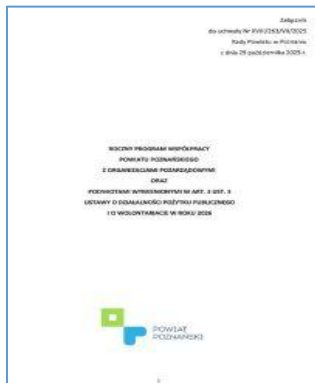 Załącznik
do uchwały Nr XVIII/263/VII/2025
Rady Powiatu w Poznaniu
z dnia 29 października 2025 r.
ROCZNY PROGRAM WSPÓŁPRACY
POWIATU POZNAŃSKIEGO
Z ORGANIZACJAMI POZARZĄDOWYMI
ORAZ
PODMIOTAMI WYMIENIONYMI W ART. 3 UST. 3
USTAWY O DZIAŁALNOŚCI POŻYTKU PUBLICZNEGO
I O WOLONTARIACIE W ROKU 2026
POWIAT
POZNAŃSKI